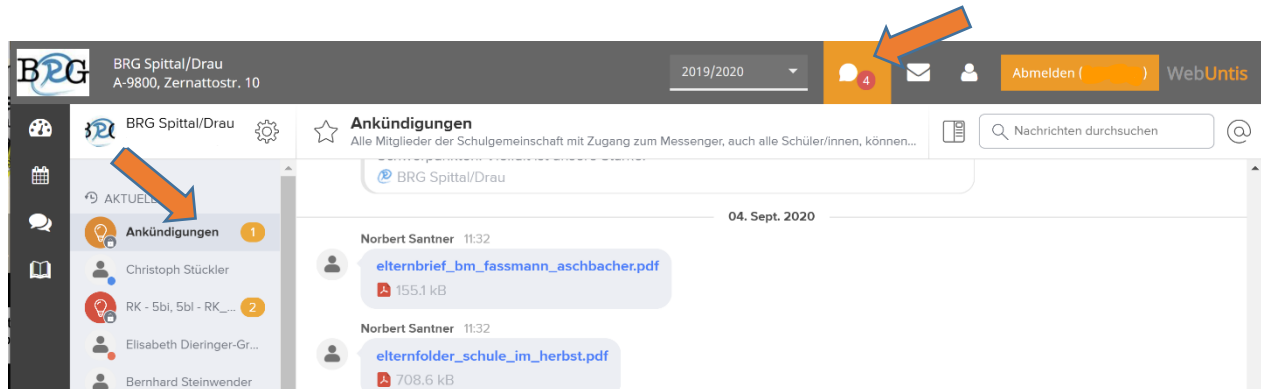 BRG
BRG Spittal/Drau
A-9800, Zernattostr. 10
2019/2020
4
Abmelden ( )
WebUntis
BRG Spittal/Drau
Ankündigungen
Alle Mitglieder der Schulgemeinschaft mit Zugang zum Messenger, auch alle Schüler/innen, können...
Nachrichten durchsuchen
BRG Spittal/Drau
04. Sept. 2020
Ankündigungen 1
Christoph Stückler
RK - 5bi, 5bl - RK_... 2
Elisabeth Dieringer-Gr...
Bernhard Steinwender
Norbert Santner 11:32
elternbrief_bm_fassmann_aschbacher.pdf
155.1 kB
Norbert Santner 11:32
elternfolder_schule_im_herbst.pdf
708.6 kB